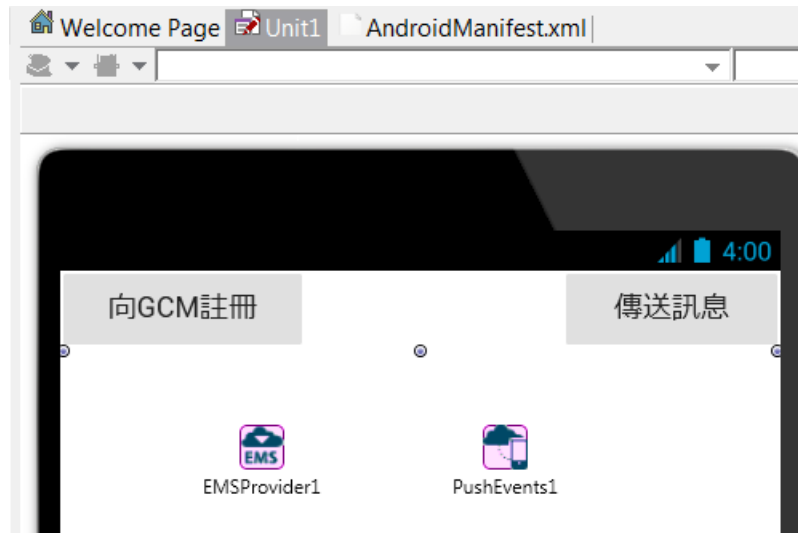 Welcome Page Unit1 AndroidManifest.xml
4:00
向GCM註冊 傳送訊息
EMS
EMSProvider1 PushEvents1